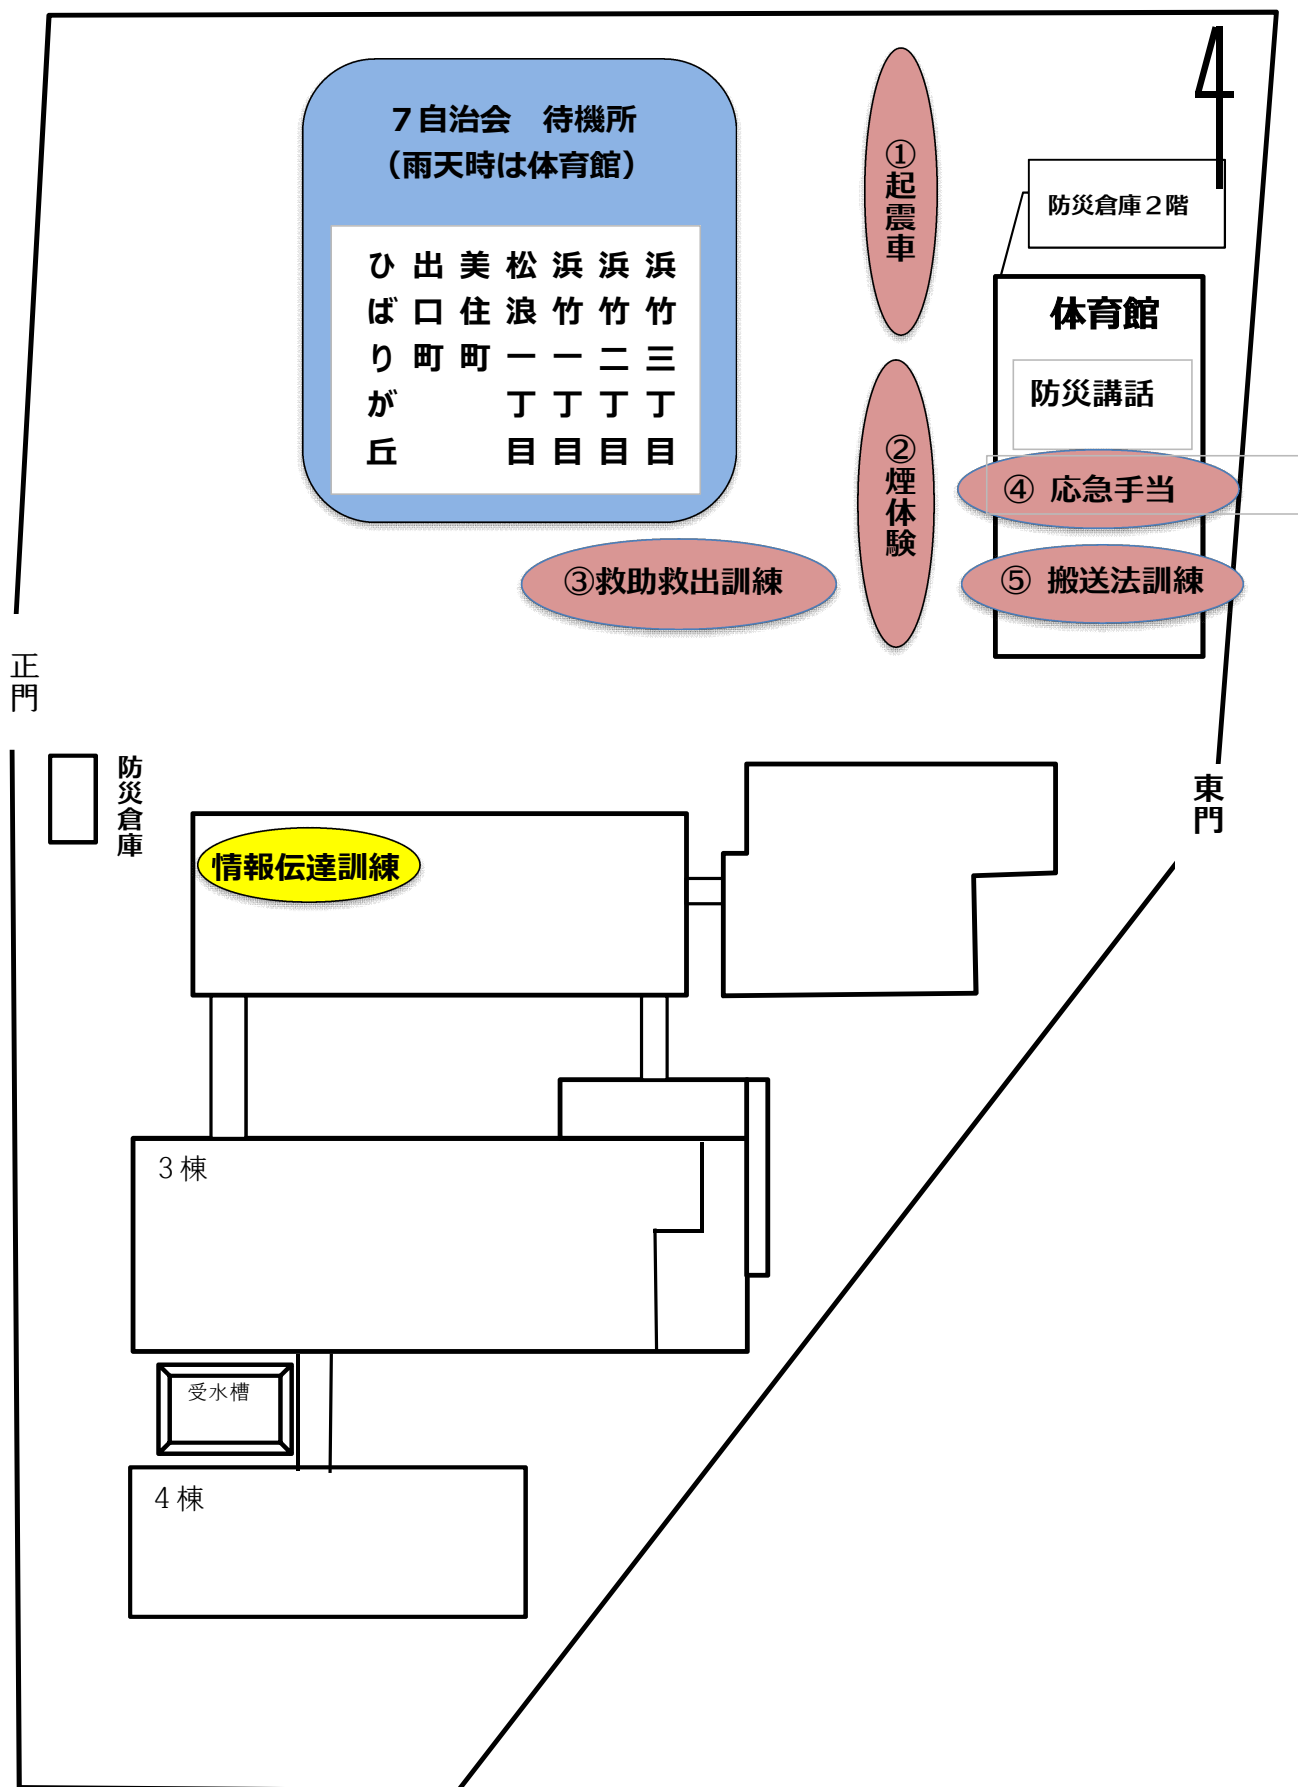 ７自治会　待機所
（雨天時は体育館）
浜竹三丁目
浜竹二丁目
浜竹一丁目
松浪一丁目
美住町
出口町
ひばりが丘
①起震車
防災倉庫２階
体育館
防災講話
②煙体験
④ 応急手当
③救助救出訓練
⑤ 搬送法訓練
正門
防災倉庫
東門
情報伝達訓練
３棟
受水槽
４棟